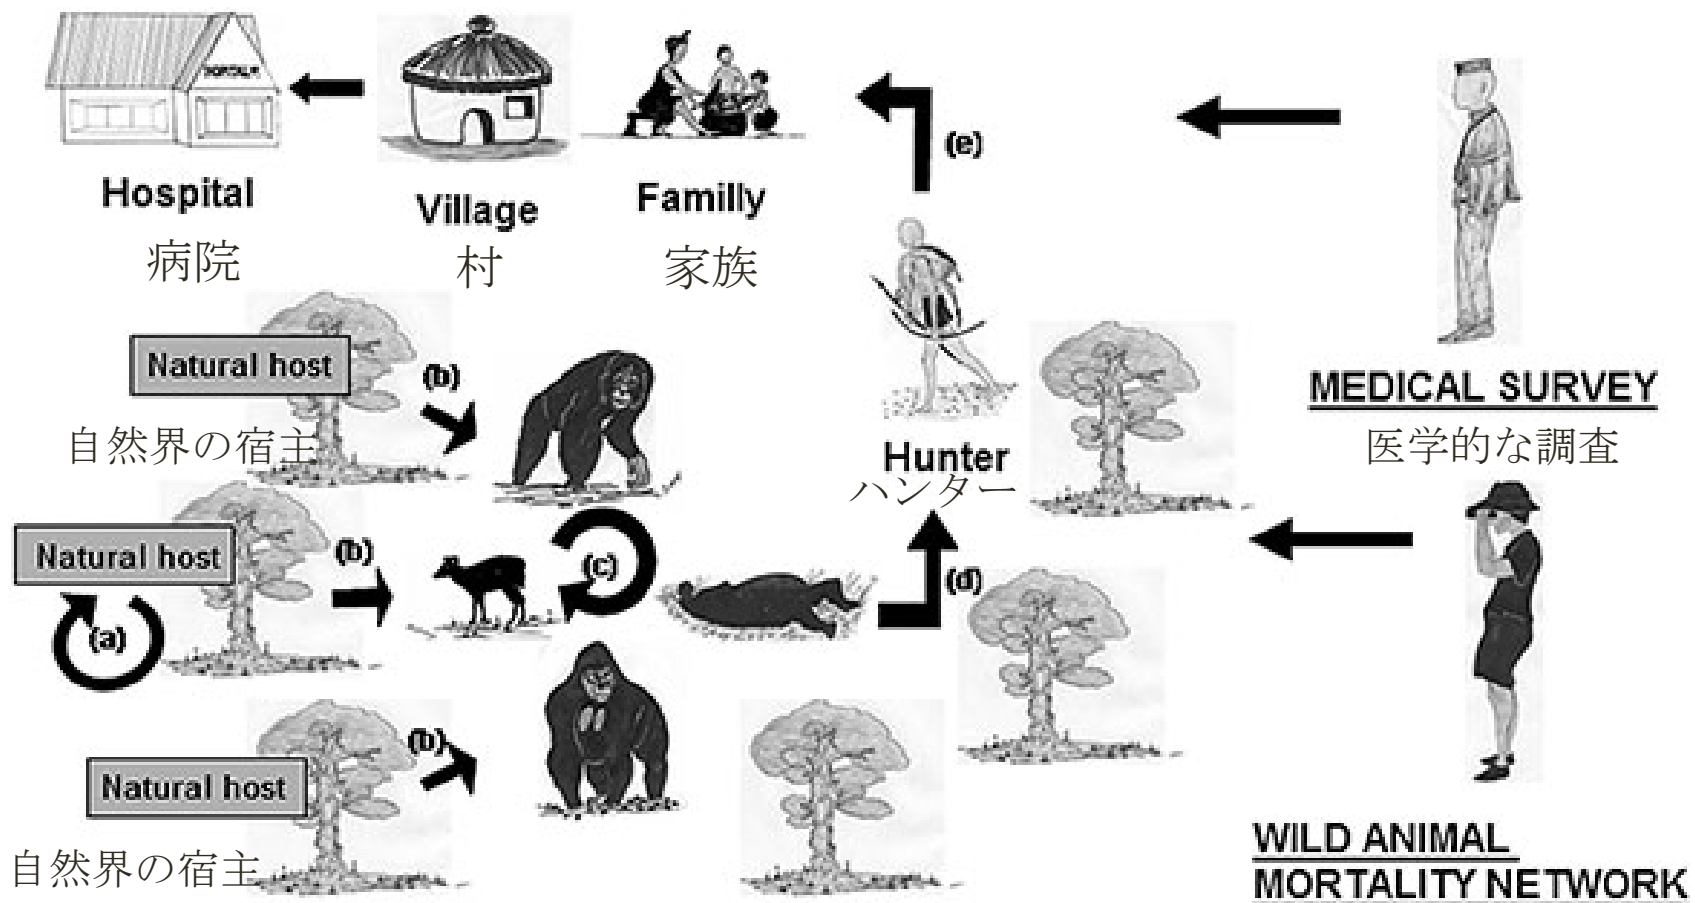 Hospital
Village
Familly
病院
村
家族
(e)
Natural host
(b)
自然界の宿主
Hunter
ハンター
MEDICAL SURVEY
医学的な調査
Natural host
(b)
(c)
(a)
(d)
Natural host
(b)
自然界の宿主
WILD ANIMAL
MORTALITY NETWORK